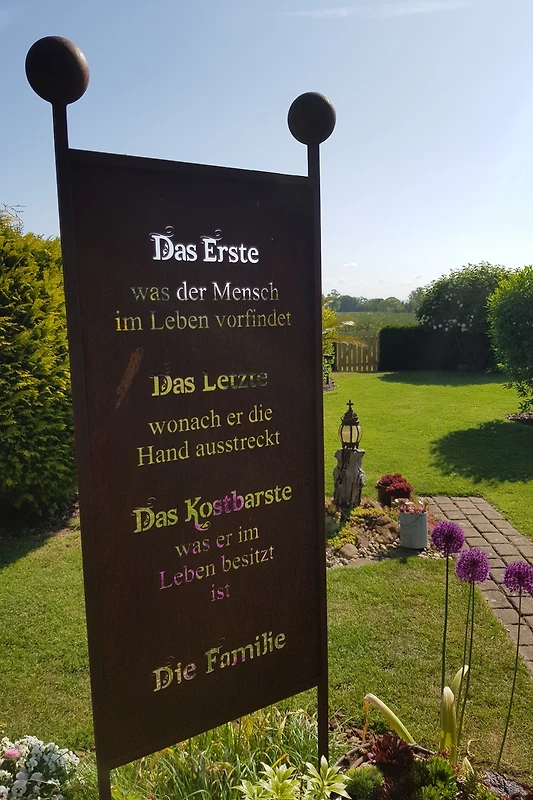 Das Erste
was der Mensch
im Leben vorfindet
Das Letzte
wonach er die
Hand ausstreckt
Das Kostbarste
was er im
Leben besitzt
ist
Die Familie